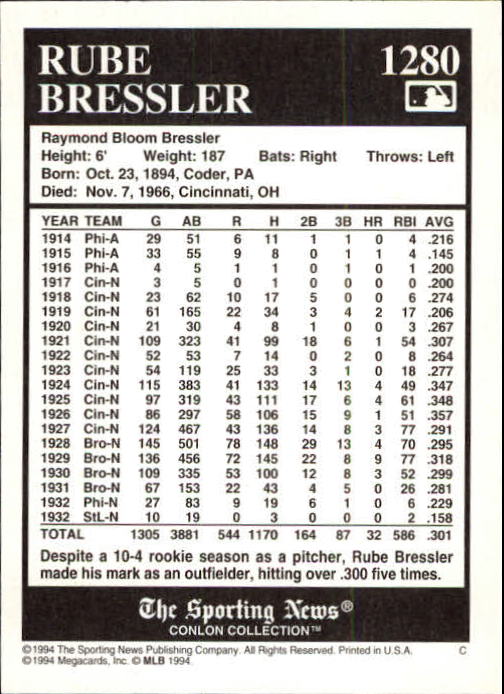 RUBE 1280
BRESSLER
Raymond Bloom Bressler
Height: 6' Weight: 187 Bats: Right Throws: Left
Born: Oct. 23, 1894, Coder, PA
Died: Nov. 7, 1966, Cincinnati, OH
YEAR TEAM G AB R H 2B 3B HR RBI AVG
1914 Phi-A 29 51 6 11 1 1 0 4 .216
1915 Phi-A 33 55 9 8 0 1 1 4 .145
1916 Phi-A 4 5 1 1 0 1 0 1 .200
1917 Cin-N 3 5 0 1 0 0 0 0 .200
1918 Cin-N 23 62 10 17 5 0 0 6 .274
1919 Cin-N 61 165 22 34 3 4 2 17 .206
1920 Cin-N 21 30 4 8 1 0 0 3 .267
1921 Cin-N 109 323 41 99 18 6 1 54 .307
1922 Cin-N 52 53 7 14 0 2 0 8 .264
1923 Cin-N 54 119 25 33 3 1 0 18 .277
1924 Cin-N 115 383 41 133 14 13 4 49 .347
1925 Cin-N 97 319 43 111 17 6 4 61 .348
1926 Cin-N 86 297 58 106 15 9 1 51 .357
1927 Cin-N 124 467 43 136 14 8 3 77 .291
1928 Bro-N 145 501 78 148 29 13 4 70 .295
1929 Bro-N 136 456 72 145 22 8 9 77 .318
1930 Bro-N 109 335 53 100 12 8 3 52 .299
1931 Bro-N 67 153 22 43 4 5 0 26 .281
1932 Phi-N 27 83 9 19 6 1 0 6 .229
1932 StL-N 10 19 0 3 0 0 0 2 .158
TOTAL 1305 3881 544 1170 164 87 32 586 .301
Despite a 10-4 rookie season as a pitcher, Rube Bressler
made his mark as an outfielder, hitting over .300 five times.
The Sporting News®
CONLON COLLECTION™
©1994 The Sporting News Publishing Company. All Rights Reserved. Printed in U.S.A. C
©1994 Megacards, Inc. © MLB 1994